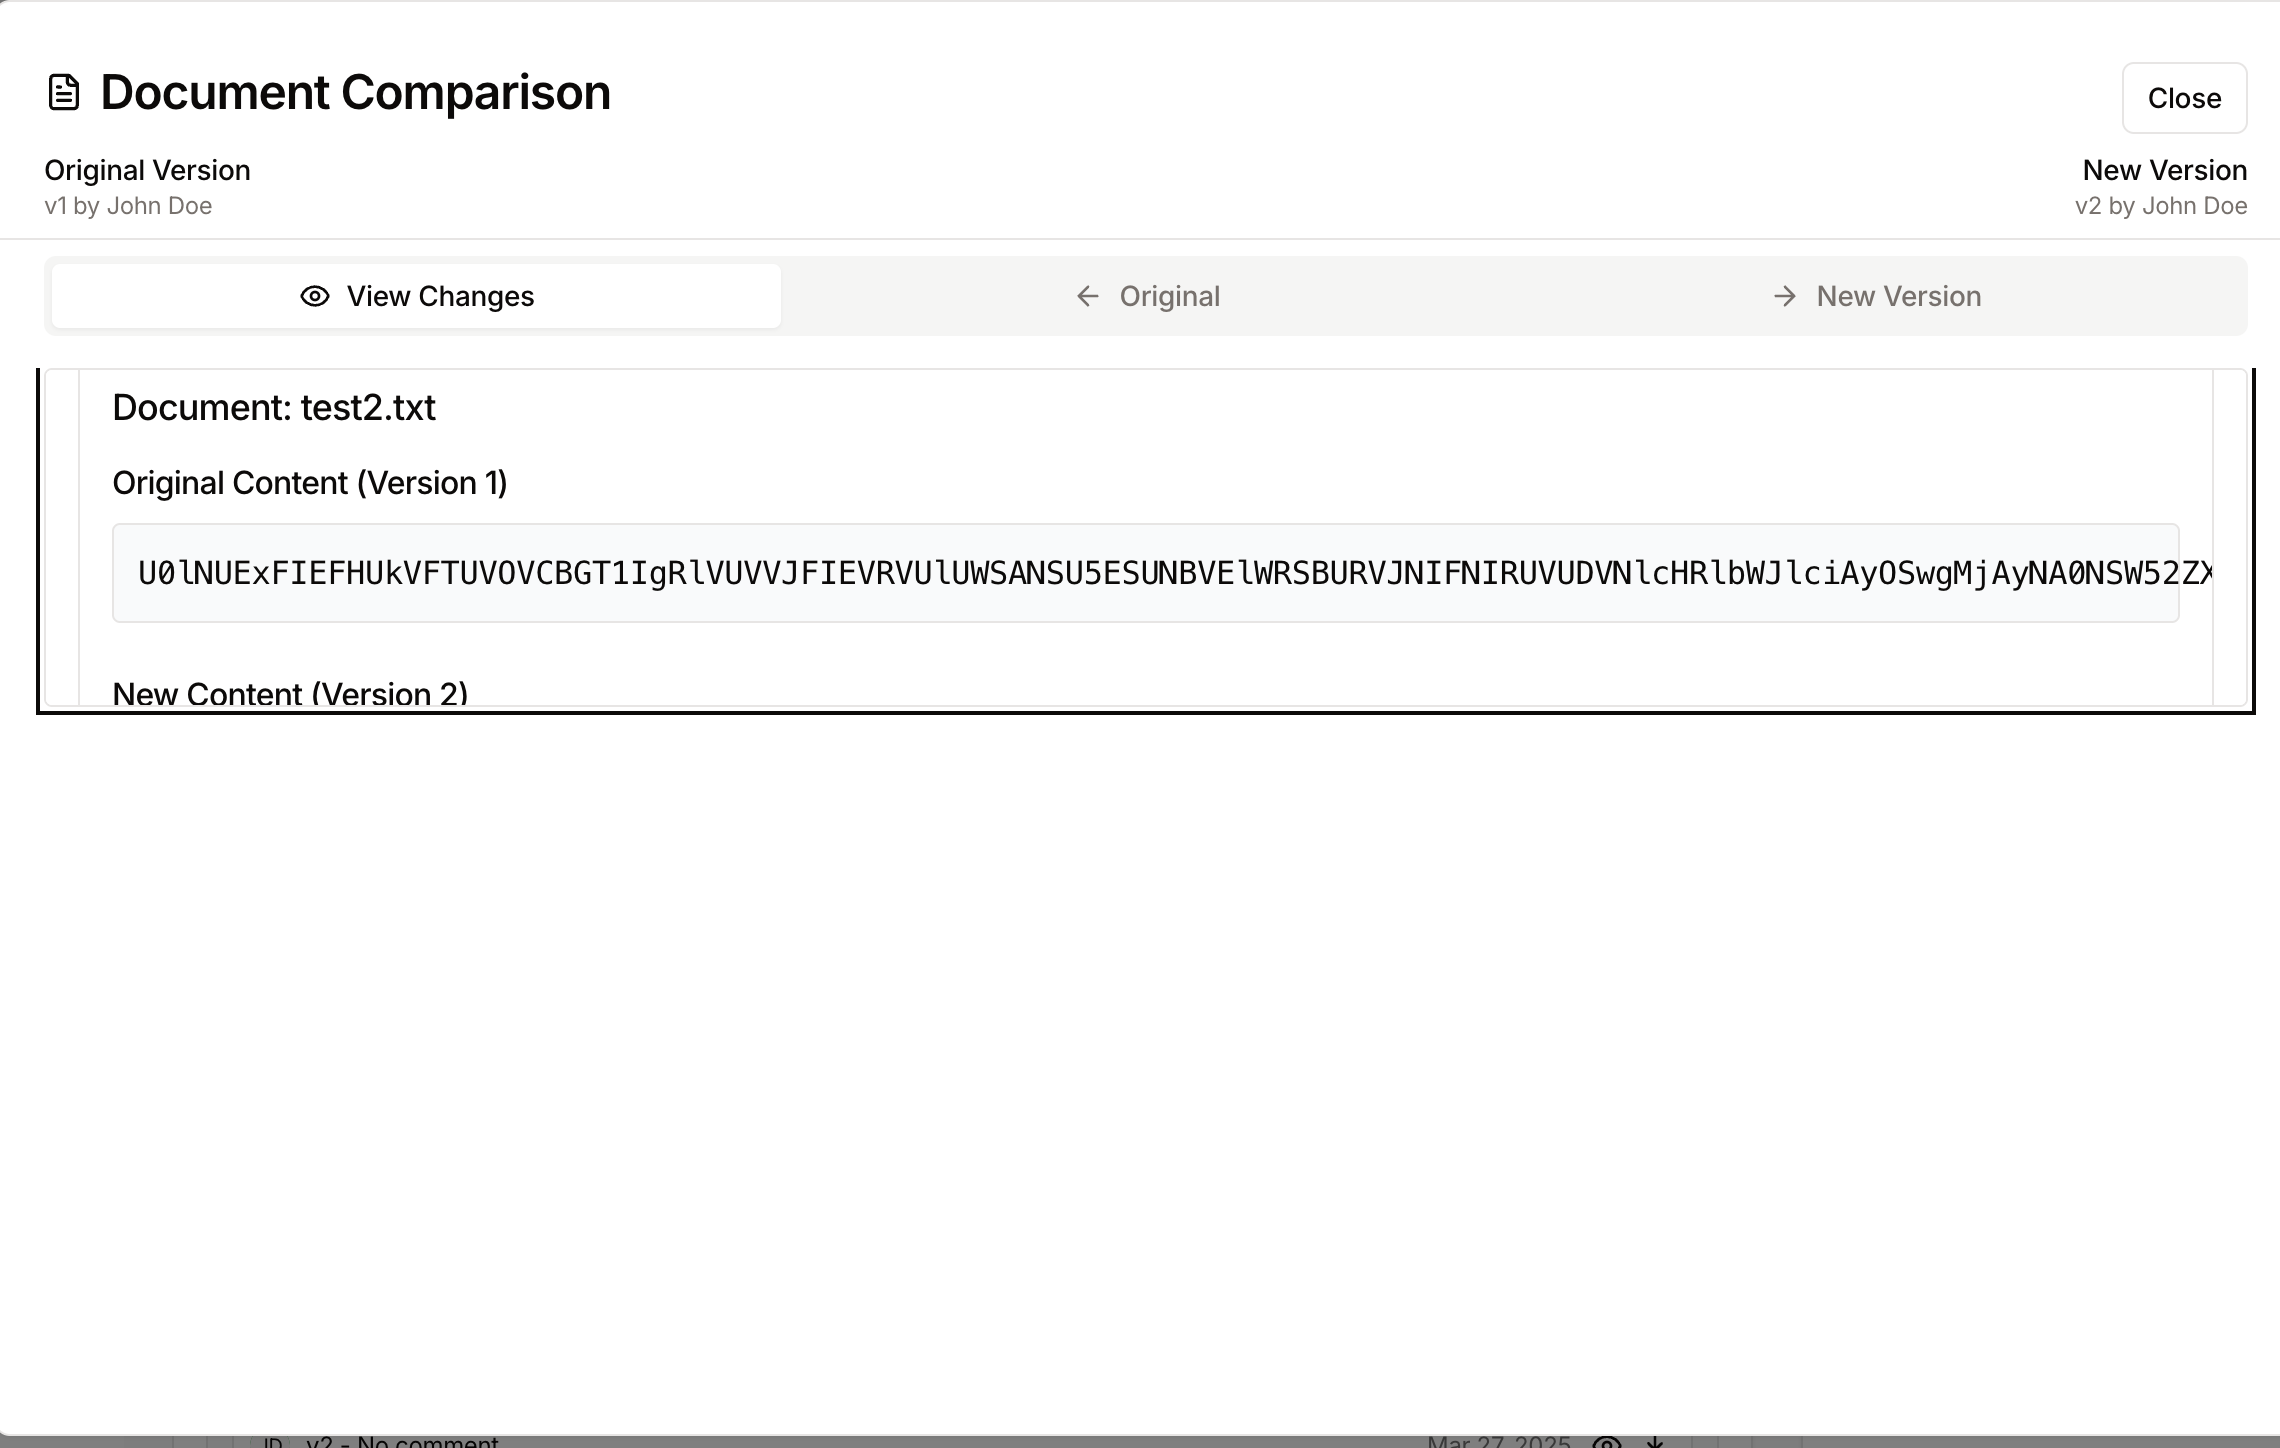 Document Comparison
Close
Original Version
New Version
v1 by John Doe
v2 by John Doe
View Changes
Original
New Version
Document: test2.txt
Original Content (Version 1)
U0lNUExFIEFHUkVFTUVOVCBGT1IgRlVUVVJFIEVRVUlUWSANSU5ESUNBVElWRSBURVJNIFNIRUVUDVNlcHRlbWJlciAyOSwgMjAyNA0NSW52ZX
New Content (Version 2)
v2 - No comment
Mar 27, 2025